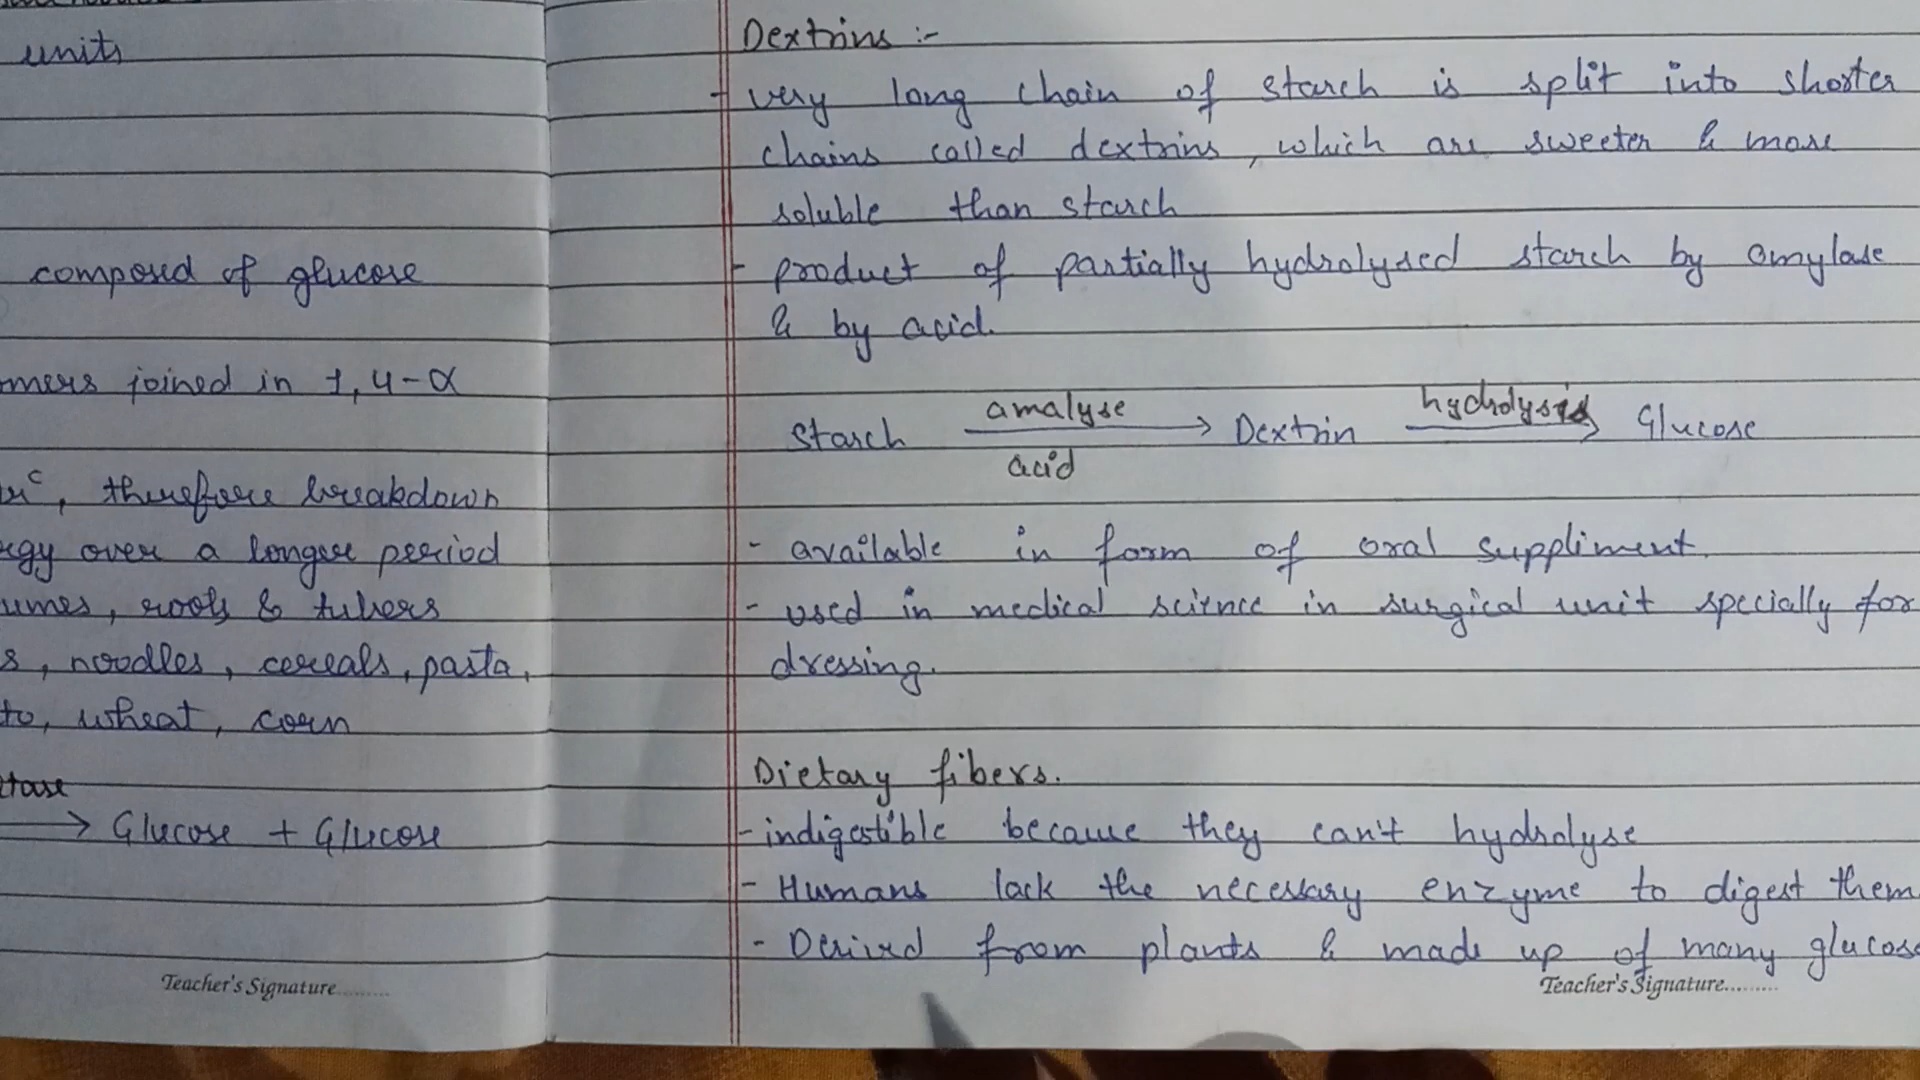 units
composed of glucose
mers joined in 1,4-α
, therefore breakdown
rgy over a longer period
umes, roots & tubers
s, noodles, cereals, pasta,
to, wheat, corn
tase
→ Glucose + Glucose
Teacher's Signature.........
Dextrins :-
- very long chain of starch is split into shorter
chains called dextrins, which are sweeter & more
soluble than starch
- product of partially hydrolysed starch by amylase
& by acid.
Starch amalyse acid → Dextrin hydrolysis → Glucose
- available in form of oral suppliment.
- used in medical science in surgical unit specially for
dressing.
Dietary fibers.
- indigestible because they can't hydrolyse
- Humans lack the necessary enzyme to digest them
- Derived from plants & made up of many glucose
Teacher's Signature.........